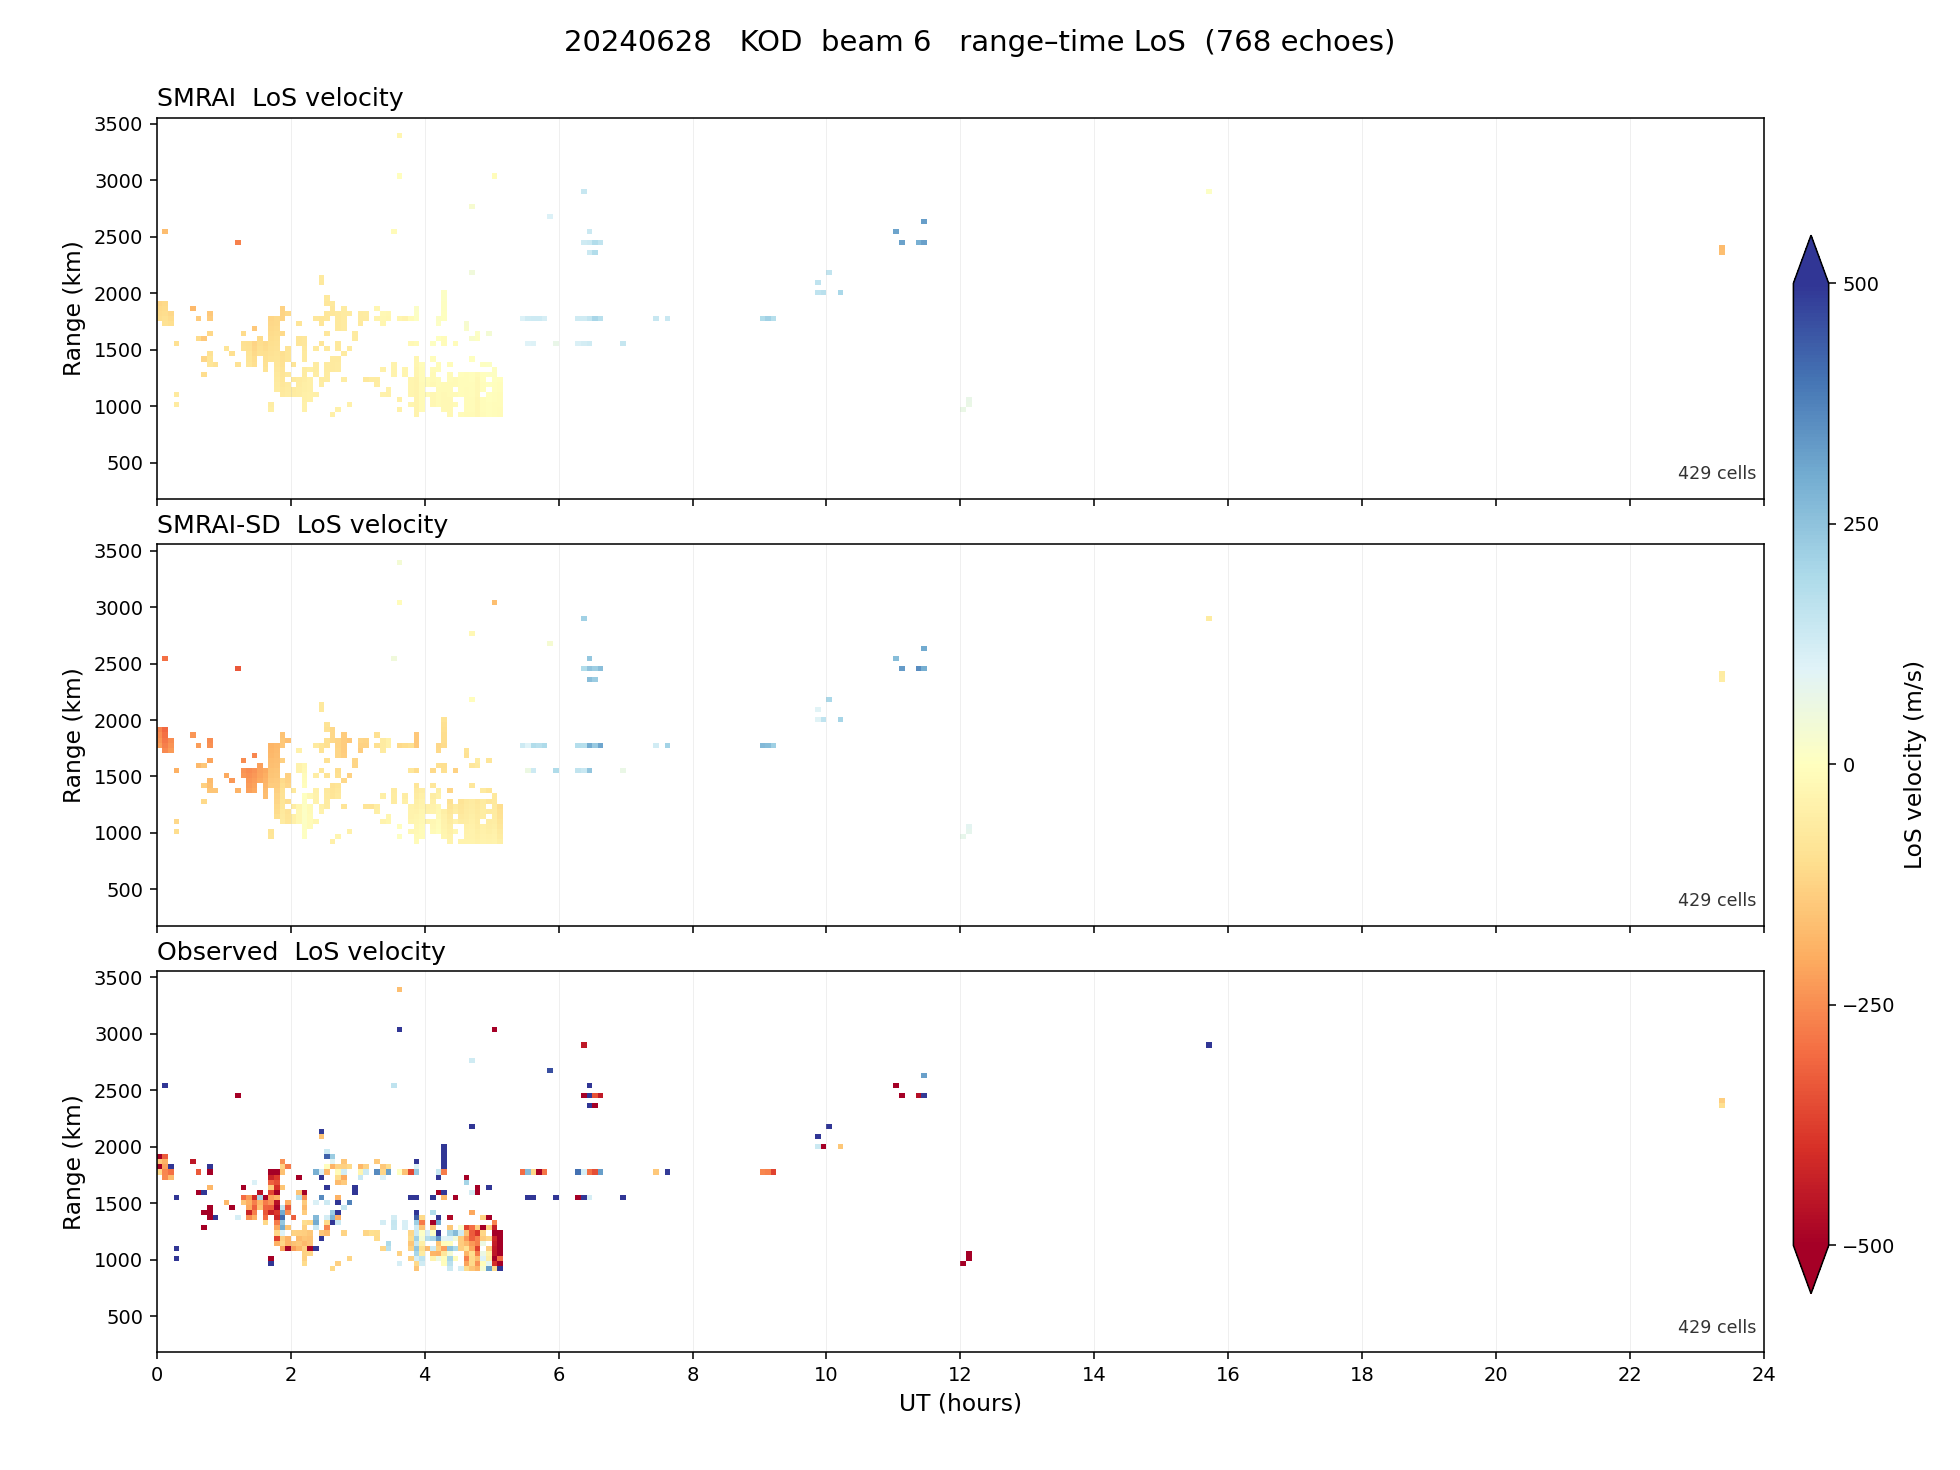 20240628   KOD  beam 6   range–time LoS  (768 echoes)
SMRAI  LoS velocity
3500
3000
2500
2000
1500
1000
500
Range (km)
429 cells
SMRAI-SD  LoS velocity
3500
3000
2500
2000
1500
1000
500
Range (km)
429 cells
Observed  LoS velocity
3500
3000
2500
2000
1500
1000
500
Range (km)
429 cells
0 2 4 6 8 10 12 14 16 18 20 22 24
UT (hours)
500
250
0
−250
−500
LoS velocity (m/s)